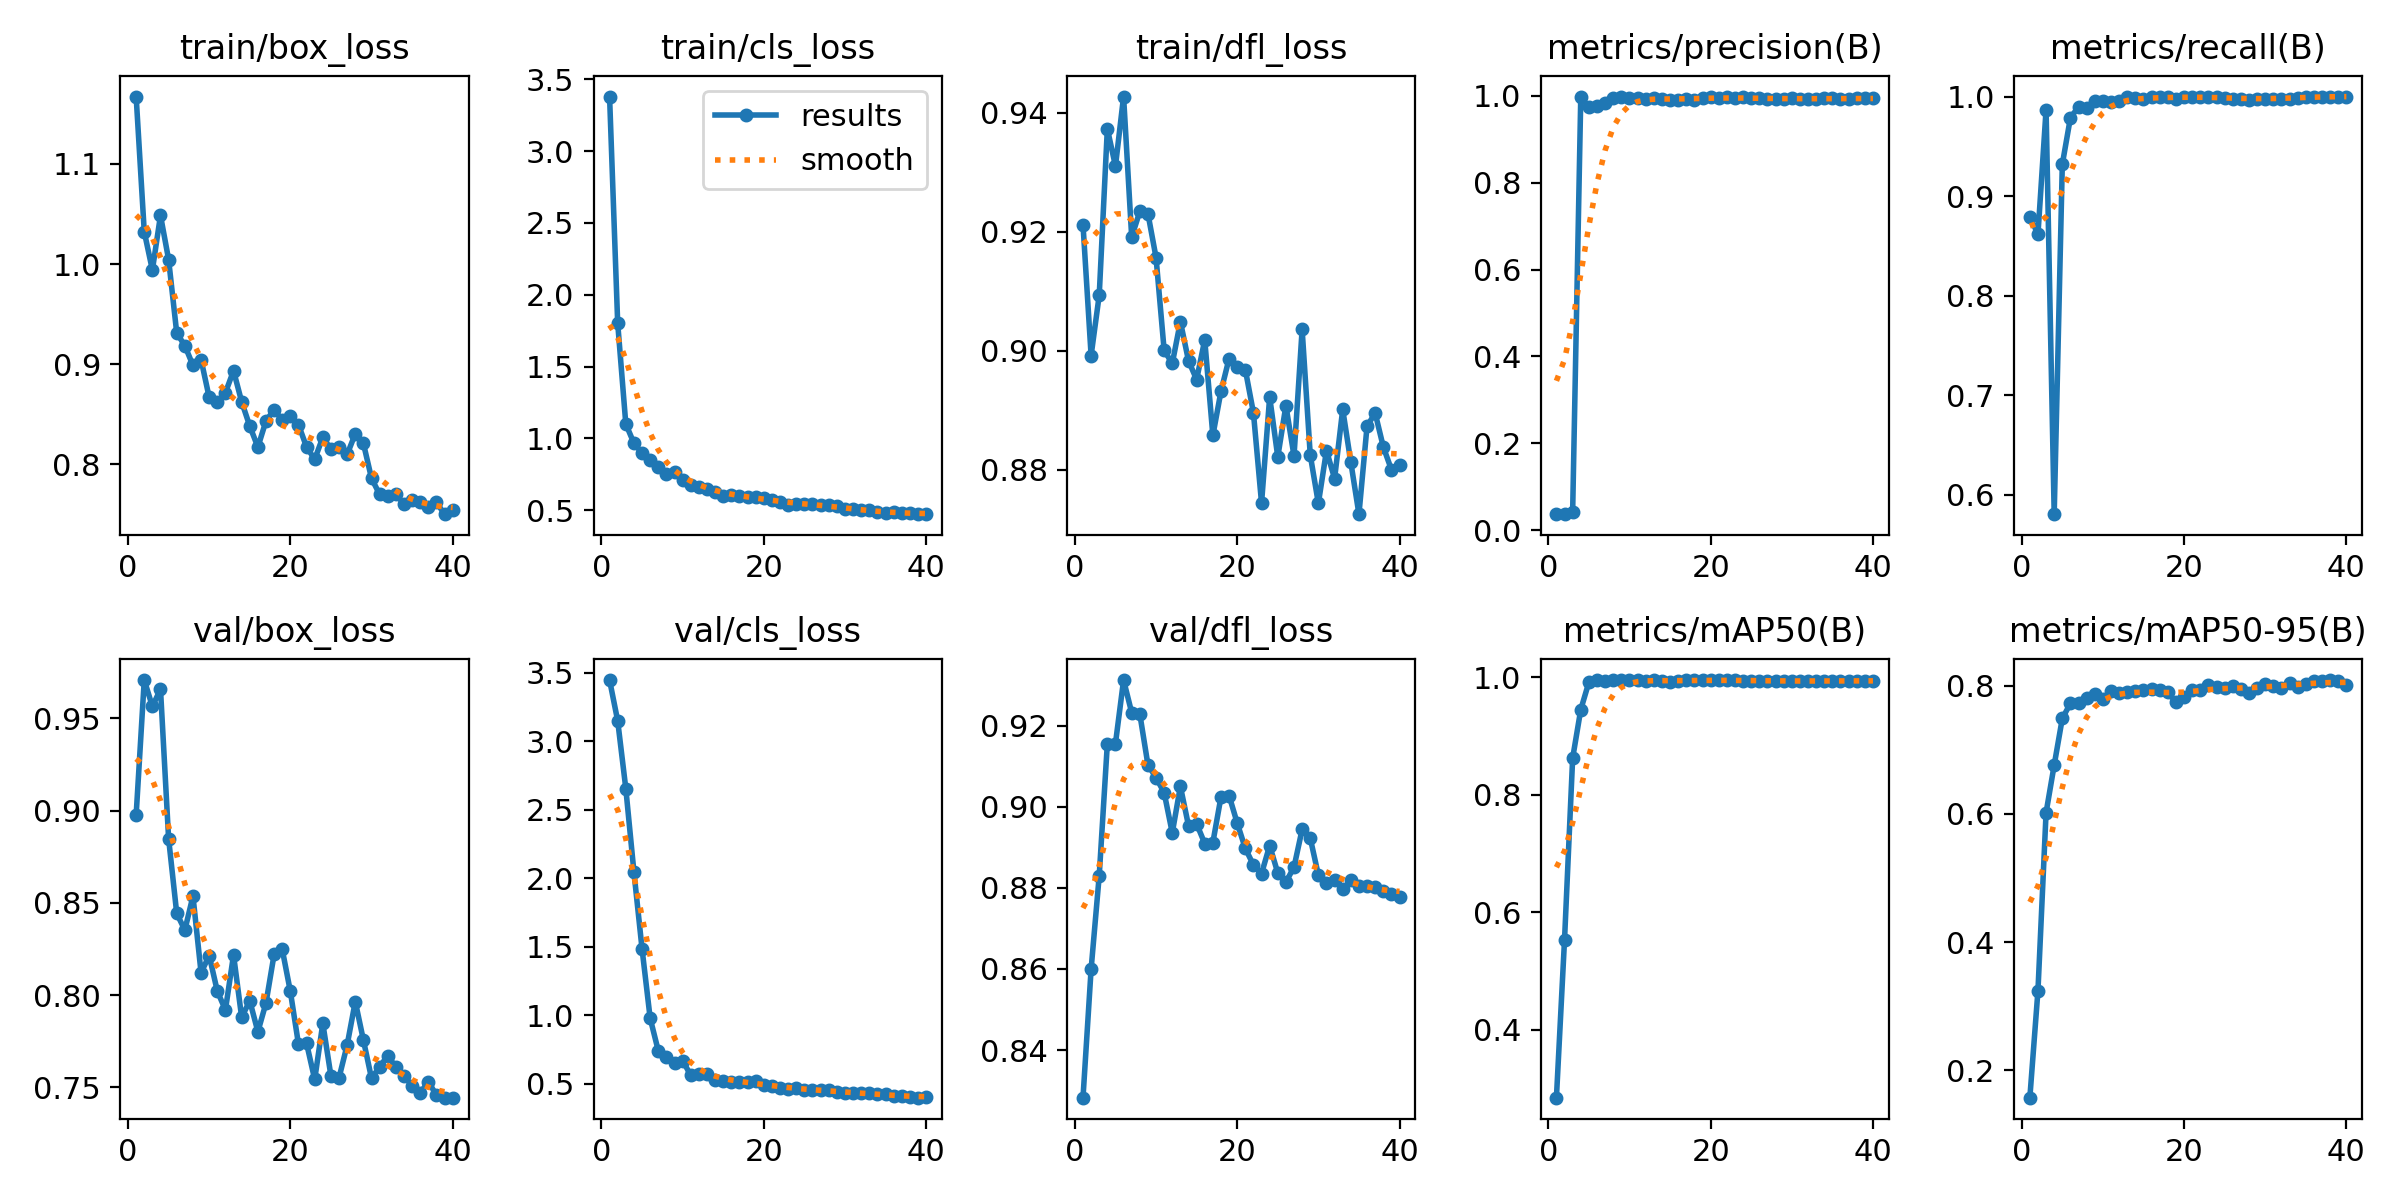 train/box_loss
1.1
1.0
0.9
0.8
0 20 40
train/cls_loss
3.5
3.0
2.5
2.0
1.5
1.0
0.5
0 20 40
results
smooth
train/dfl_loss
0.94
0.92
0.90
0.88
0 20 40
metrics/precision(B)
1.0
0.8
0.6
0.4
0.2
0.0
0 20 40
metrics/recall(B)
1.0
0.9
0.8
0.7
0.6
0 20 40
val/box_loss
0.95
0.90
0.85
0.80
0.75
0 20 40
val/cls_loss
3.5
3.0
2.5
2.0
1.5
1.0
0.5
0 20 40
val/dfl_loss
0.92
0.90
0.88
0.86
0.84
0 20 40
metrics/mAP50(B)
1.0
0.8
0.6
0.4
0 20 40
metrics/mAP50-95(B)
0.8
0.6
0.4
0.2
0 20 40